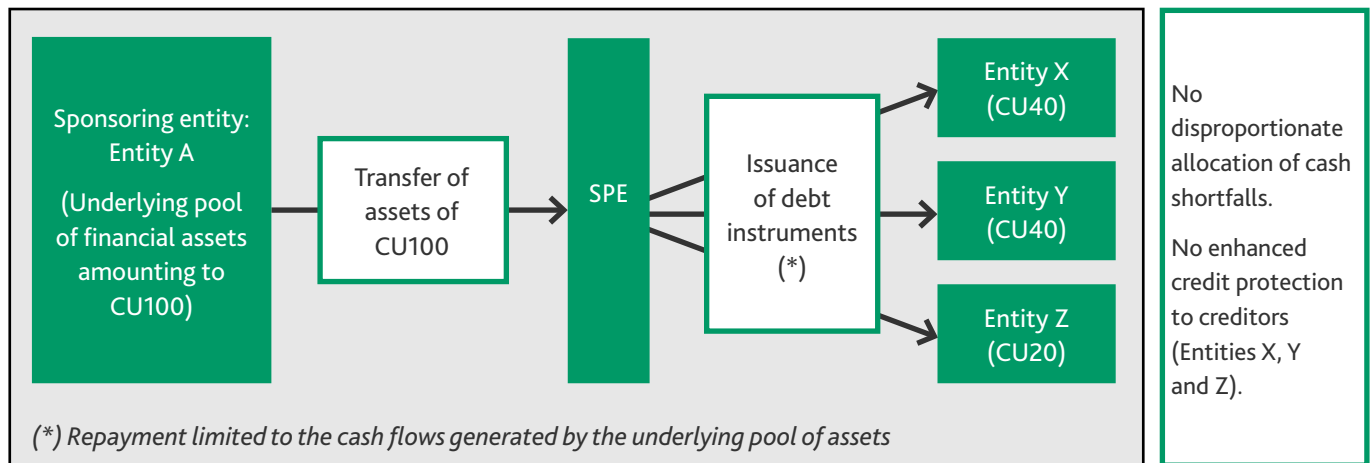 Sponsoring entity:
Entity A
(Underlying pool
of financial assets
amounting to
CU100)
Transfer of
assets of
CU100
SPE
Issuance
of debt
instruments
(*)
Entity X
(CU40)
Entity Y
(CU40)
Entity Z
(CU20)
(*) Repayment limited to the cash flows generated by the underlying pool of assets
No
disproportionate
allocation of cash
shortfalls.
No enhanced
credit protection
to creditors
(Entities X, Y
and Z).